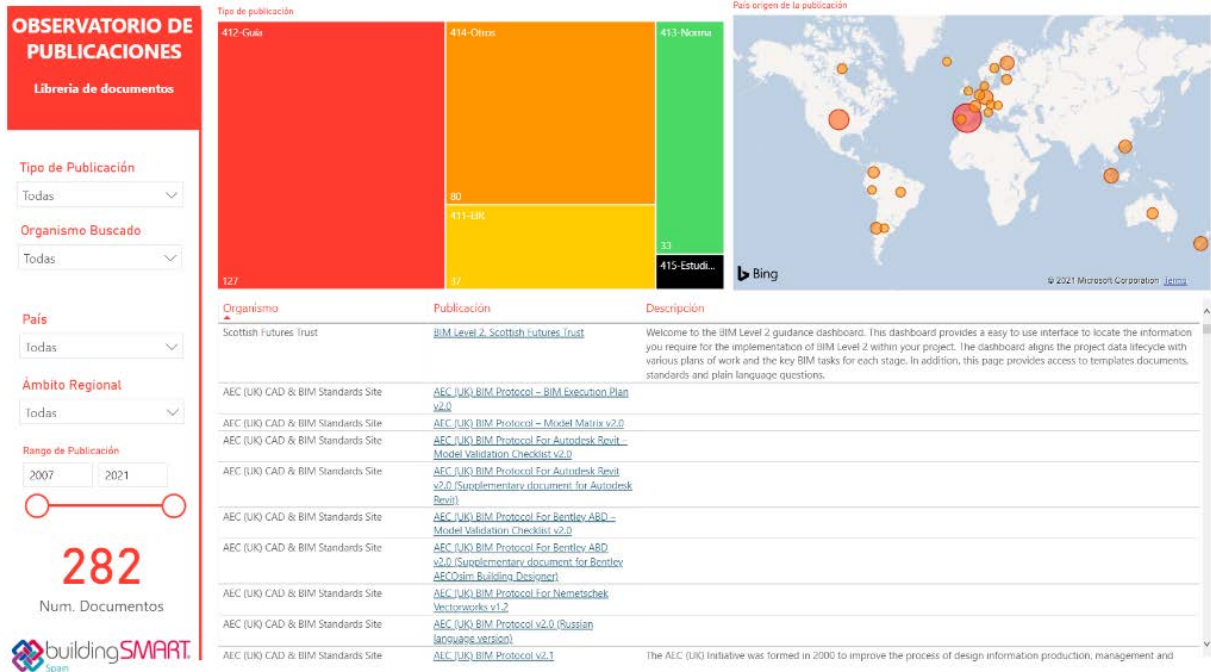 OBSERVATORIO DE
PUBLICACIONES
Libreria de documentos
Tipo de Publicación
Todas
Organismo Buscado
Todas
País
Todas
Ámbito Regional
Todas
Rango de Publicación
2007
2021
282
Num. Documentos
buildingSMART.
Spain
Tipo de publicación
412-Guía
127
414-Otros
80
411-EIR
37
413-Norma
33
415-Estudi...
País origen de la publicación
Bing
© 2021 Microsoft Corporation Terms
Organismo
Publicación
Descripción
Scottish Futures Trust
BIM Level 2. Scottish Futures Trust
Welcome to the BIM Level 2 guidance dashboard. This dashboard provides a easy to use interface to locate the information
you require for the implementation of BIM Level 2 within your project. The dashboard aligns the project data lifecycle with
various plans of work and the key BIM tasks for each stage. In addition, this page provides access to templates documents,
standards and plain language questions.
AEC (UK) CAD & BIM Standards Site
AEC (UK) BIM Protocol – BIM Execution Plan
v2.0
AEC (UK) CAD & BIM Standards Site
AEC (UK) BIM Protocol – Model Matrix v2.0
AEC (UK) CAD & BIM Standards Site
AEC (UK) BIM Protocol For Autodesk Revit –
Model Validation Checklist v2.0
AEC (UK) CAD & BIM Standards Site
AEC (UK) BIM Protocol For Autodesk Revit
v2.0 (Supplementary document for Autodesk
Revit)
AEC (UK) CAD & BIM Standards Site
AEC (UK) BIM Protocol For Bentley ABD –
Model Validation Checklist v2.0
AEC (UK) CAD & BIM Standards Site
AEC (UK) BIM Protocol For Bentley ABD
v2.0 (Supplementary document for Bentley
AECOsim Building Designer)
AEC (UK) CAD & BIM Standards Site
AEC (UK) BIM Protocol For Nemetschek
Vectorworks v1.2
AEC (UK) CAD & BIM Standards Site
AEC (UK) BIM Protocol v2.0 (Russian
language version)
AEC (UK) CAD & BIM Standards Site
AEC (UK) BIM Protocol v2.1
The AEC (UK) Initiative was formed in 2000 to improve the process of design information production, management and